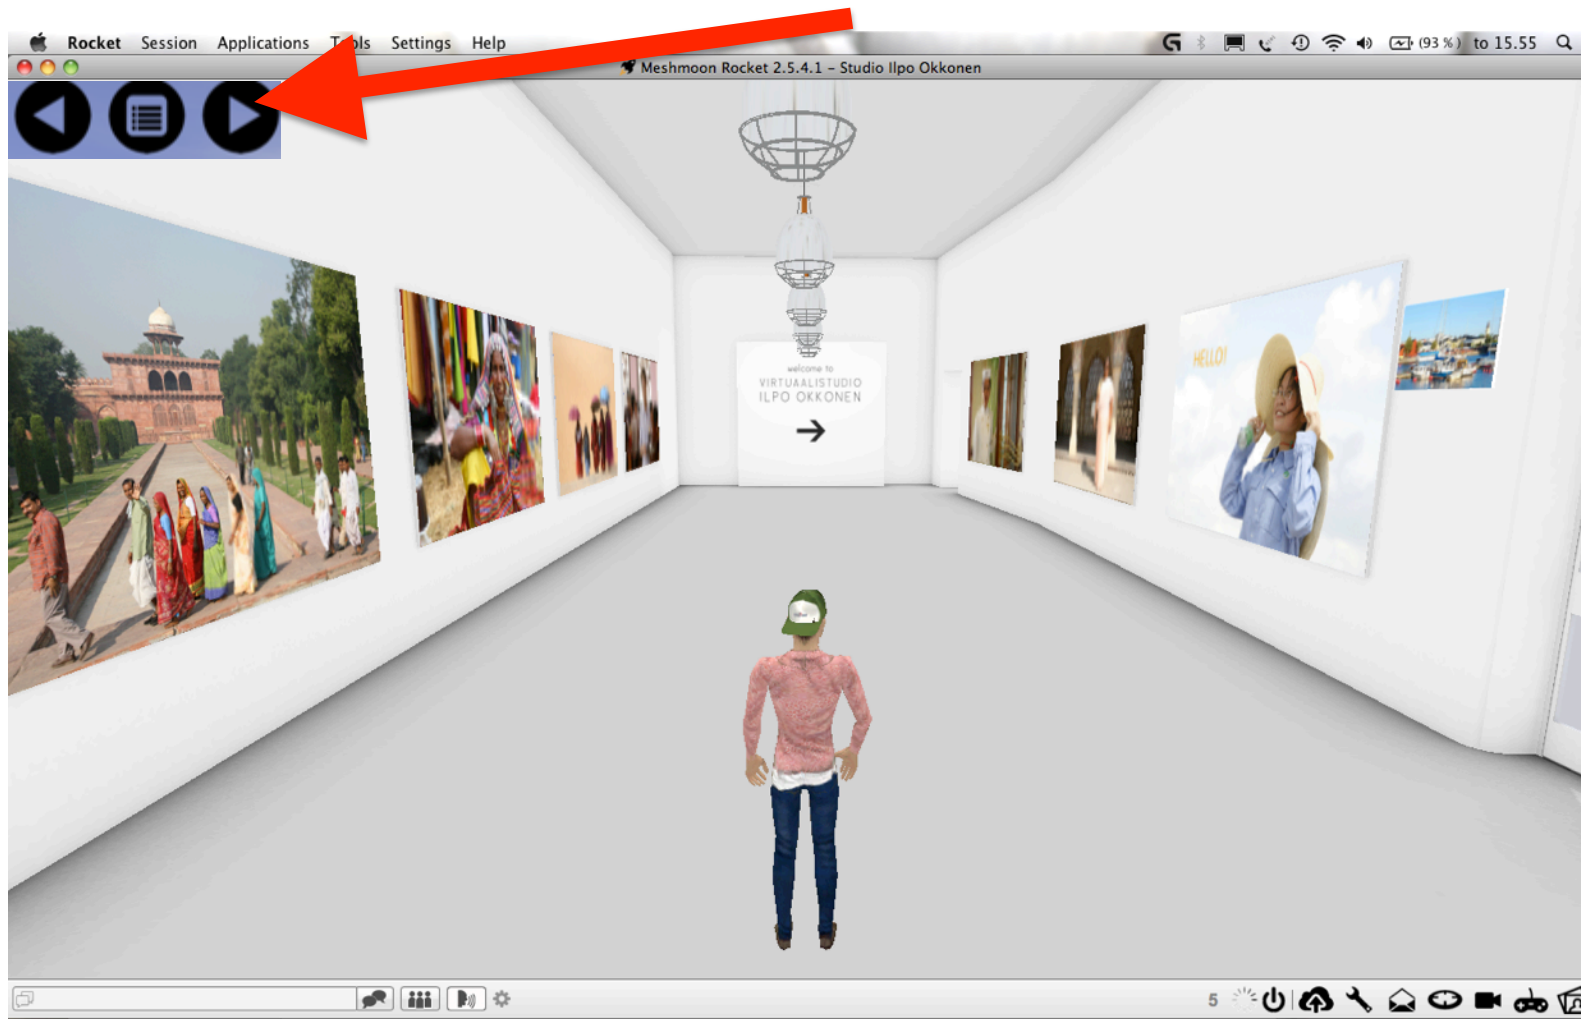 Rocket Session Applications Tools Settings Help
(93 %) to 15.55
Meshmoon Rocket 2.5.4.1 – Studio Ilpo Okkonen
welcome to
VIRTUAALISTUDIO
ILPO OKKONEN
HELLO!
5